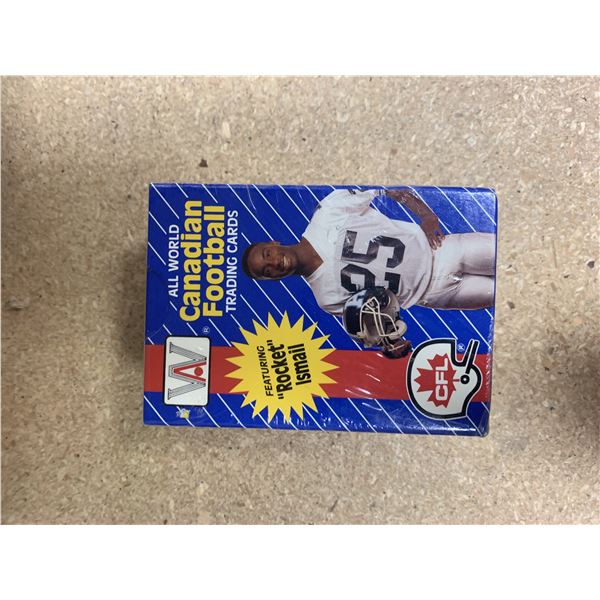 ALL WORLD
Canadian
Football
TRADING CARDS
®
AW
FEATURING
"Rocket"
Ismail
25
CFL
®